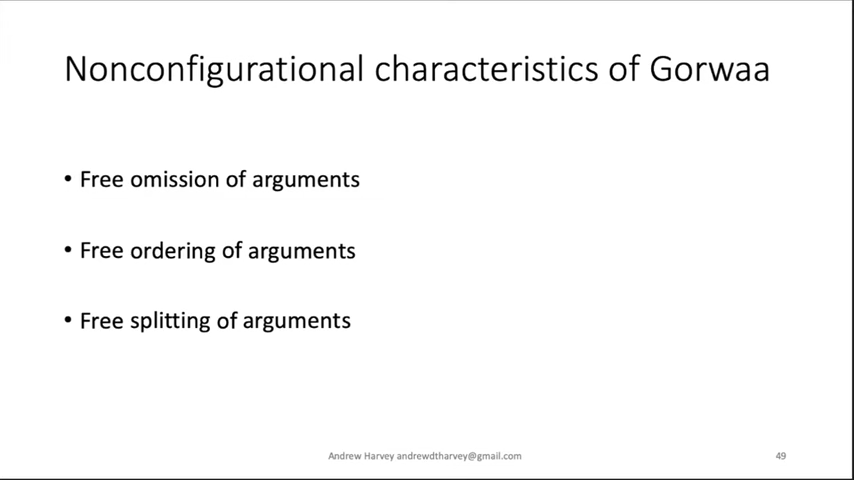 Nonconfigurational characteristics of Gorwaa
• Free omission of arguments
• Free ordering of arguments
• Free splitting of arguments
Andrew Harvey andrewdtharvey@gmail.com
49